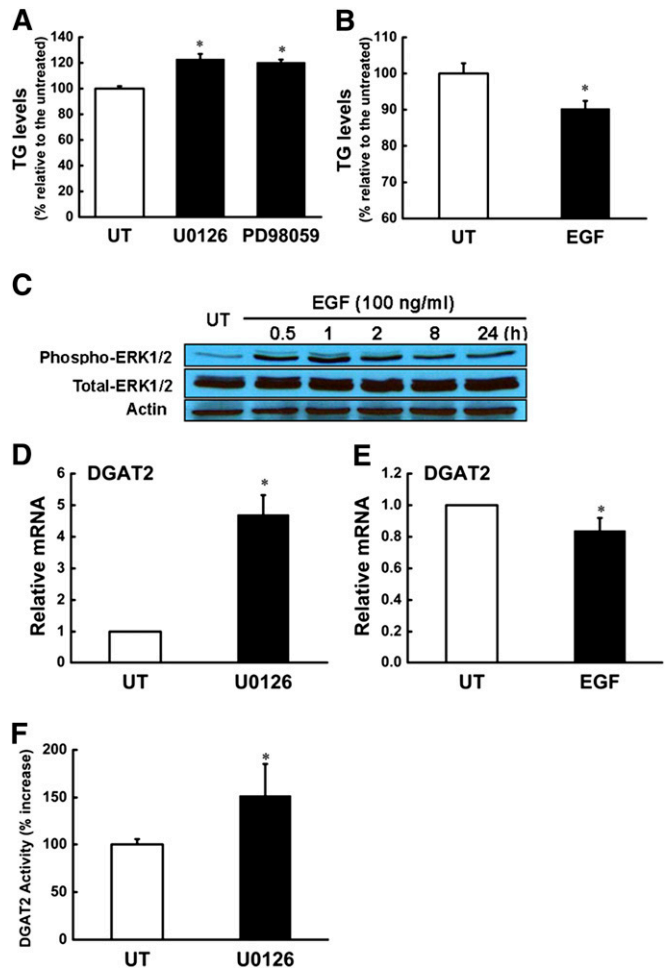 A
TG levels
(% relative to the untreated)
140
120
100
80
60
40
20
0
*
*
UT
U0126
PD98059
B
TG levels
(% relative to the untreated)
110
100
90
80
70
60
*
UT
EGF
C
UT
EGF (100 ng/ml)
0.5 1 2 8 24 (h)
Phospho-ERK1/2
Total-ERK1/2
Actin
D
DGAT2
Relative mRNA
6
5
4
3
2
1
0
*
UT
U0126
E
DGAT2
Relative mRNA
1.2
1.0
0.8
0.6
0.4
0.2
0.0
*
UT
EGF
F
DGAT2 Activity (% increase)
200
150
100
50
0
*
UT
U0126